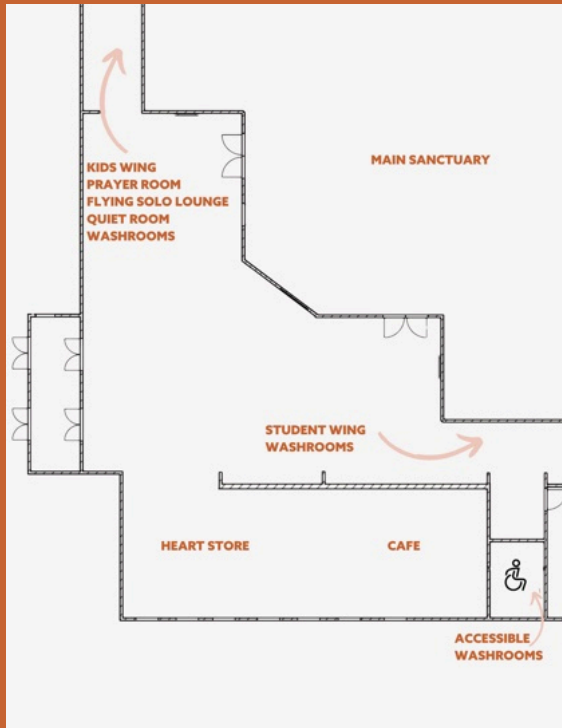 MAIN SANCTUARY
KIDS WING
PRAYER ROOM
FLYING SOLO LOUNGE
QUIET ROOM
WASHROOMS
STUDENT WING
WASHROOMS
HEART STORE
CAFE
ACCESSIBLE
WASHROOMS